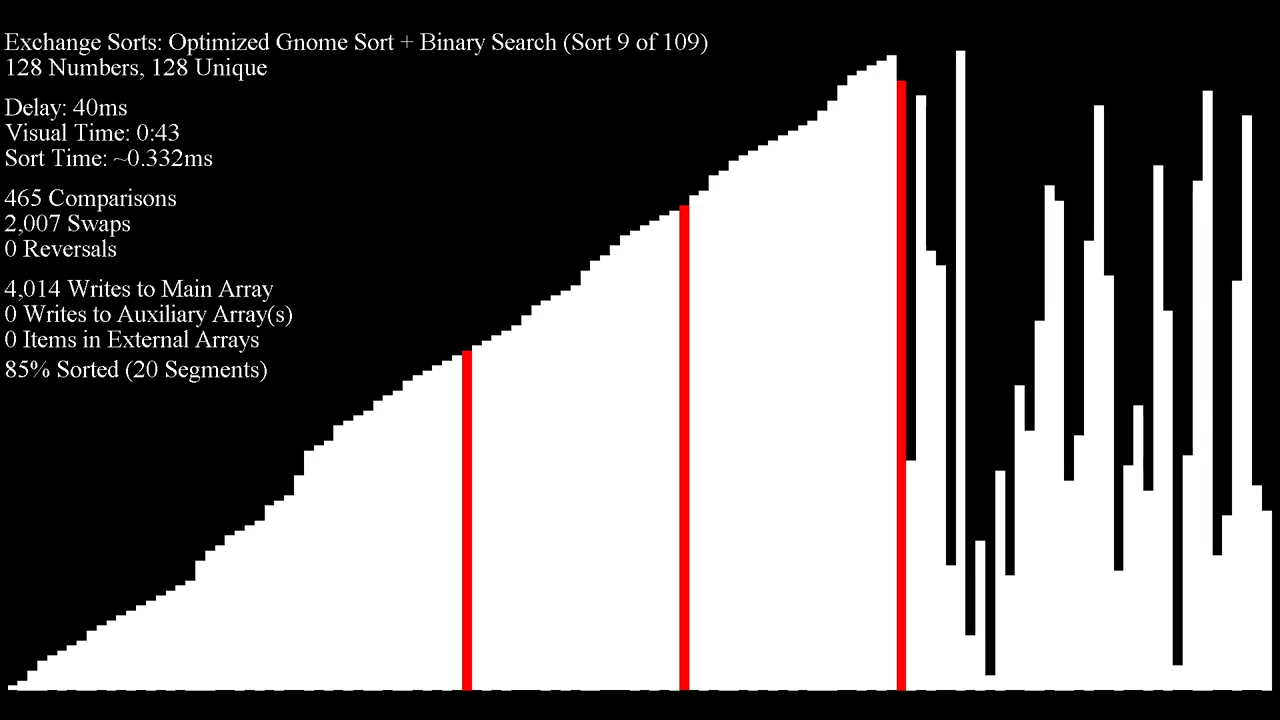 Exchange Sorts: Optimized Gnome Sort + Binary Search (Sort 9 of 109)
128 Numbers, 128 Unique
Delay: 40ms
Visual Time: 0:43
Sort Time: ~0.332ms
465 Comparisons
2,007 Swaps
0 Reversals
4,014 Writes to Main Array
0 Writes to Auxiliary Array(s)
0 Items in External Arrays
85% Sorted (20 Segments)